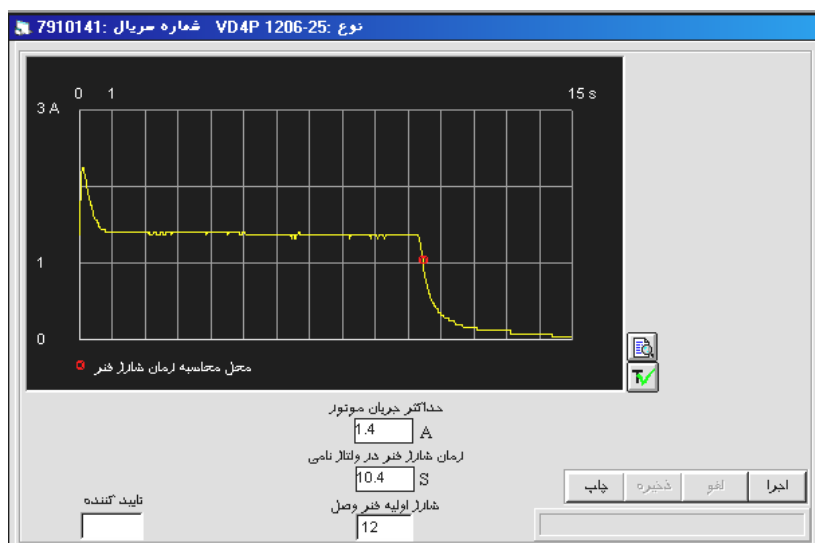 نوع :VD4P 1206-25 شماره سریال :7910141
0 1 15 s
3 A
1
0
محل محاسبه زمان شارژ فنر
حداکثر جریان موتور
1.4 A
زمان شارژ فنر در ولتاژ نامی
10.4 S
شارژ اولیه فنر وصل
12
تایید کننده
اجرا لغو ذخیره چاپ